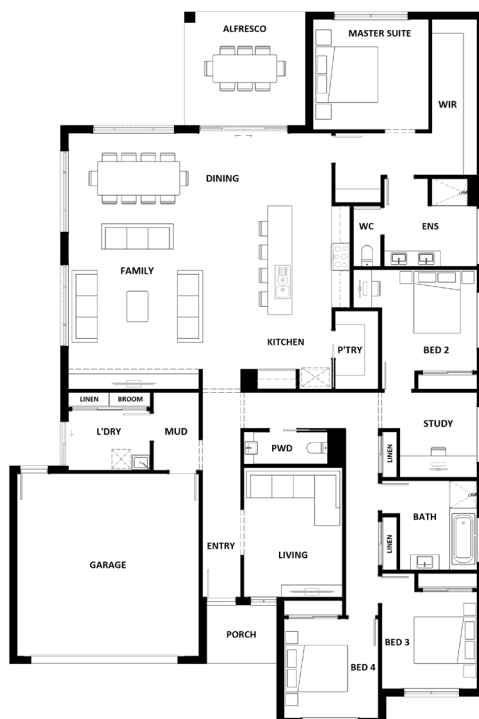 ALFRESCO
MASTER SUITE
WIR
DINING
WC
ENS
FAMILY
KITCHEN
P'TRY
BED 2
LINEN
BROOM
L'DRY
MUD
STUDY
PWD
LINEN
BATH
ENTRY
LIVING
LINEN
GARAGE
PORCH
BED 3
BED 4